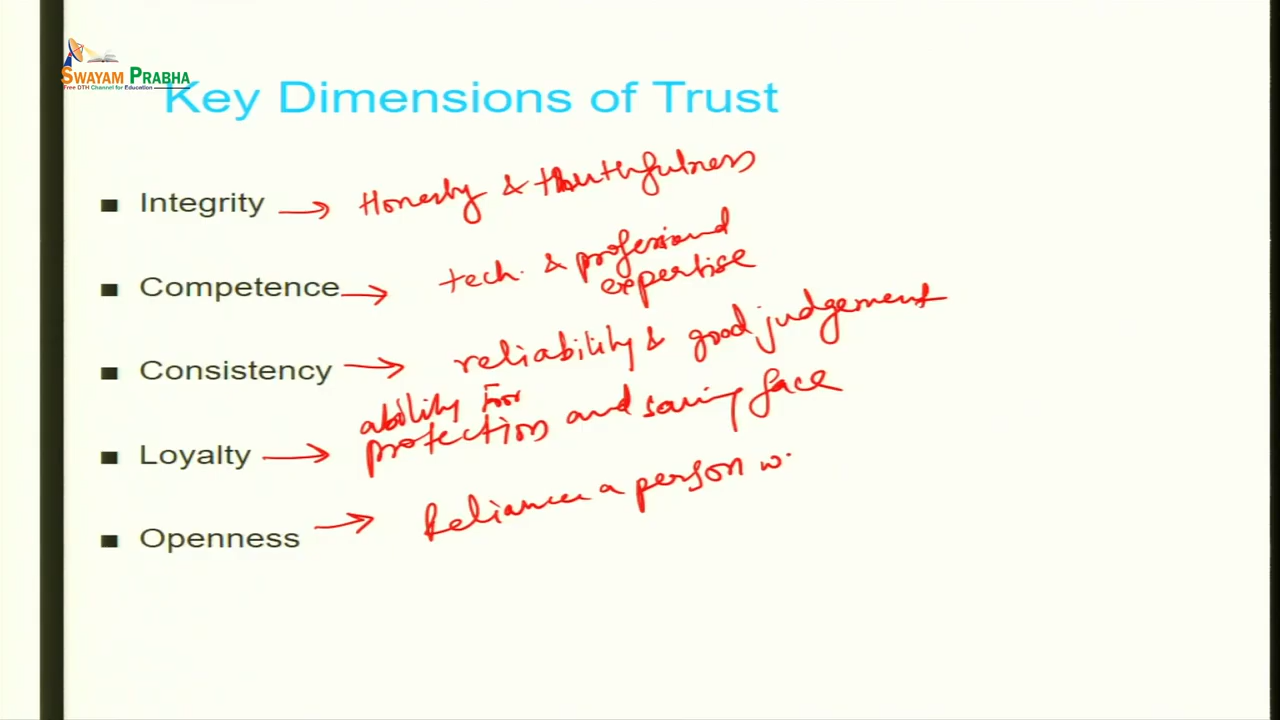 SWAYAM PRABHA
Free DTH Channel for Education
Key Dimensions of Trust
Integrity → Honesty & thruthfulness
Competence → tech. & professional
expertise
Consistency → reliability & good judgement
ability for
Loyalty → protection and saving face
Openness → Reliance a person w